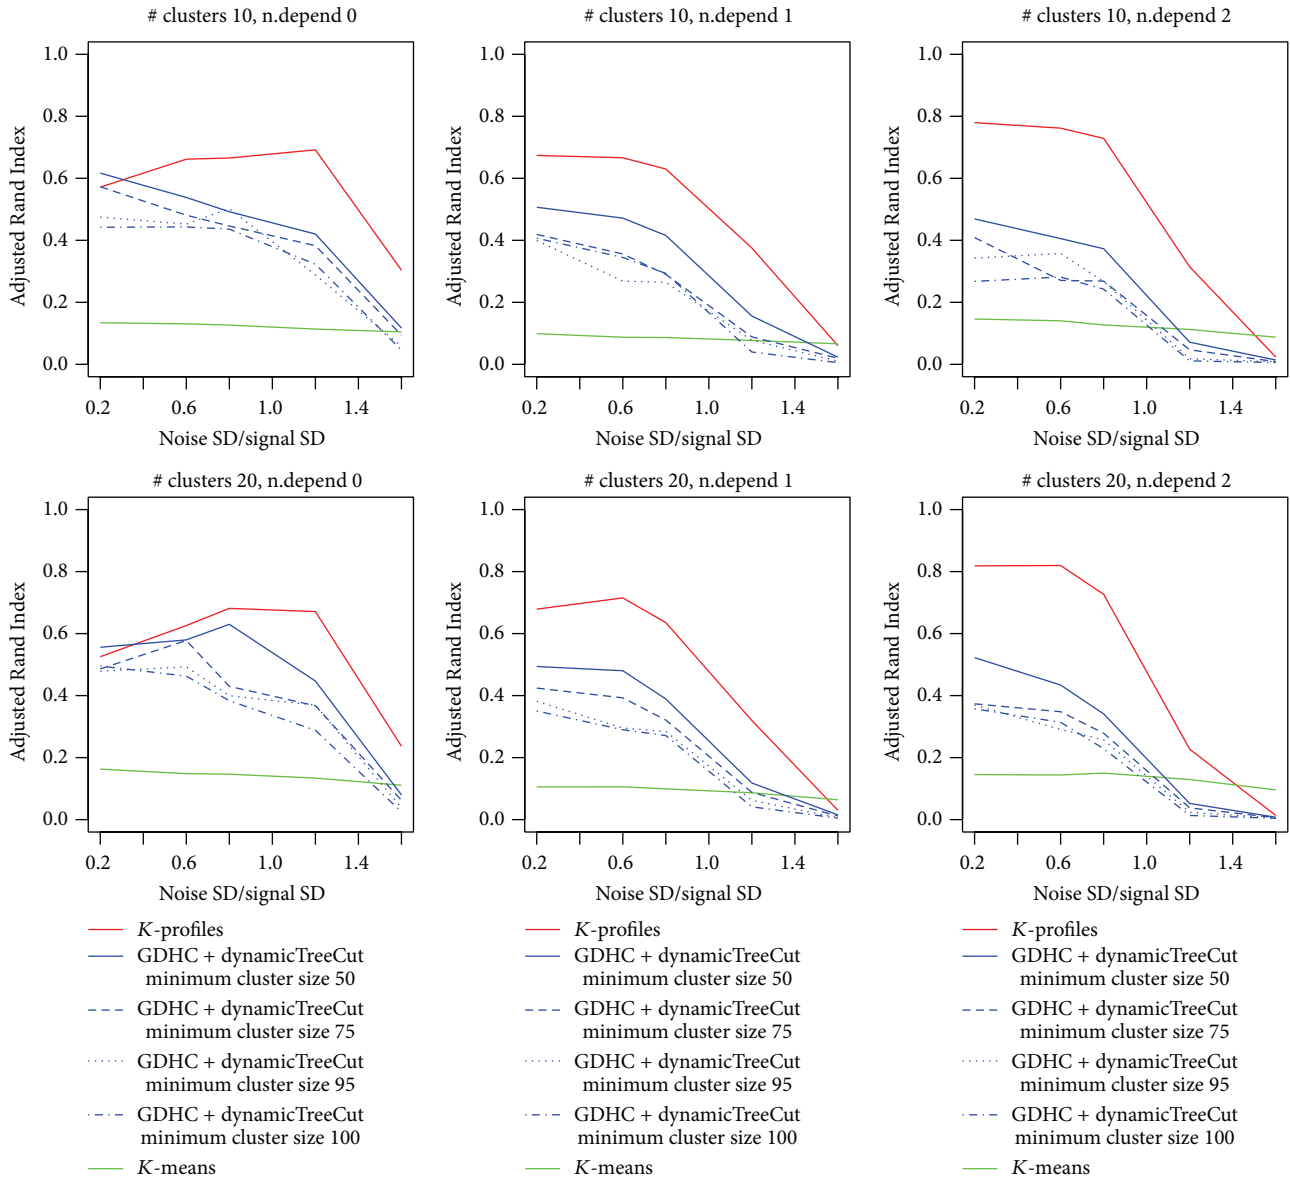 # clusters 10, n.depend 0
1.0
0.8
0.6
0.4
0.2
0.0
Adjusted Rand Index
0.2 0.6 1.0 1.4
Noise SD/signal SD
# clusters 10, n.depend 1
1.0
0.8
0.6
0.4
0.2
0.0
Adjusted Rand Index
0.2 0.6 1.0 1.4
Noise SD/signal SD
# clusters 10, n.depend 2
1.0
0.8
0.6
0.4
0.2
0.0
Adjusted Rand Index
0.2 0.6 1.0 1.4
Noise SD/signal SD
# clusters 20, n.depend 0
1.0
0.8
0.6
0.4
0.2
0.0
Adjusted Rand Index
0.2 0.6 1.0 1.4
Noise SD/signal SD
# clusters 20, n.depend 1
1.0
0.8
0.6
0.4
0.2
0.0
Adjusted Rand Index
0.2 0.6 1.0 1.4
Noise SD/signal SD
# clusters 20, n.depend 2
1.0
0.8
0.6
0.4
0.2
0.0
Adjusted Rand Index
0.2 0.6 1.0 1.4
Noise SD/signal SD
K-profiles
GDHC + dynamicTreeCut
minimum cluster size 50
GDHC + dynamicTreeCut
minimum cluster size 75
GDHC + dynamicTreeCut
minimum cluster size 95
GDHC + dynamicTreeCut
minimum cluster size 100
K-means
K-profiles
GDHC + dynamicTreeCut
minimum cluster size 50
GDHC + dynamicTreeCut
minimum cluster size 75
GDHC + dynamicTreeCut
minimum cluster size 95
GDHC + dynamicTreeCut
minimum cluster size 100
K-means
K-profiles
GDHC + dynamicTreeCut
minimum cluster size 50
GDHC + dynamicTreeCut
minimum cluster size 75
GDHC + dynamicTreeCut
minimum cluster size 95
GDHC + dynamicTreeCut
minimum cluster size 100
K-means